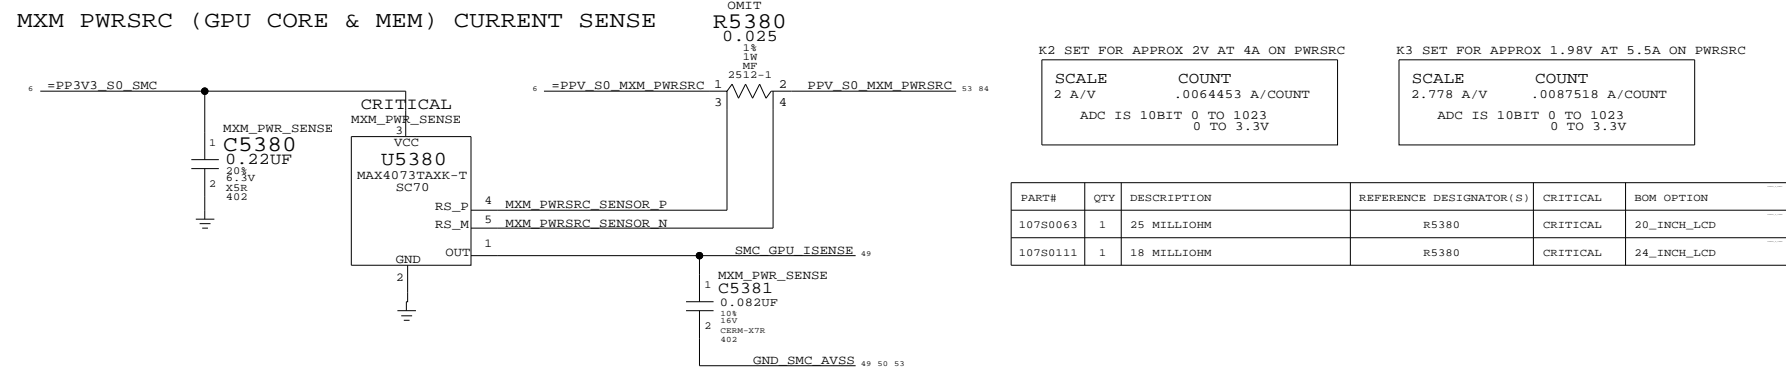 MXM PWRSRC (GPU CORE & MEM) CURRENT SENSE
OMIT
R5380
0.025
1%
1W
MF
2512-1
6 =PP3V3_S0_SMC
6 =PPV_S0_MXM_PWRSRC 1
2 PPV_S0_MXM_PWRSRC 53 84
3
4
CRITICAL
MXM_PWR_SENSE
3
VCC
U5380
MAX4073TAXK-T
SC70
MXM_PWR_SENSE
1 C5380
0.22UF
20%
6.3V
2 X5R
402
RS_P 4 MXM_PWRSRC_SENSOR_P
RS_M 5 MXM_PWRSRC_SENSOR_N
OUT 1
SMC_GPU_ISENSE 49
GND
2
MXM_PWR_SENSE
1 C5381
0.082UF
10%
16V
2 CERM-X7R
402
GND_SMC_AVSS 49 50 53
K2 SET FOR APPROX 2V AT 4A ON PWRSRC
SCALE COUNT
2 A/V .0064453 A/COUNT
ADC IS 10BIT 0 TO 1023
0 TO 3.3V
K3 SET FOR APPROX 1.98V AT 5.5A ON PWRSRC
SCALE COUNT
2.778 A/V .0087518 A/COUNT
ADC IS 10BIT 0 TO 1023
0 TO 3.3V
PART# QTY DESCRIPTION REFERENCE DESIGNATOR(S) CRITICAL BOM OPTION
107S0063 1 25 MILLIOHM R5380 CRITICAL 20_INCH_LCD
107S0111 1 18 MILLIOHM R5380 CRITICAL 24_INCH_LCD